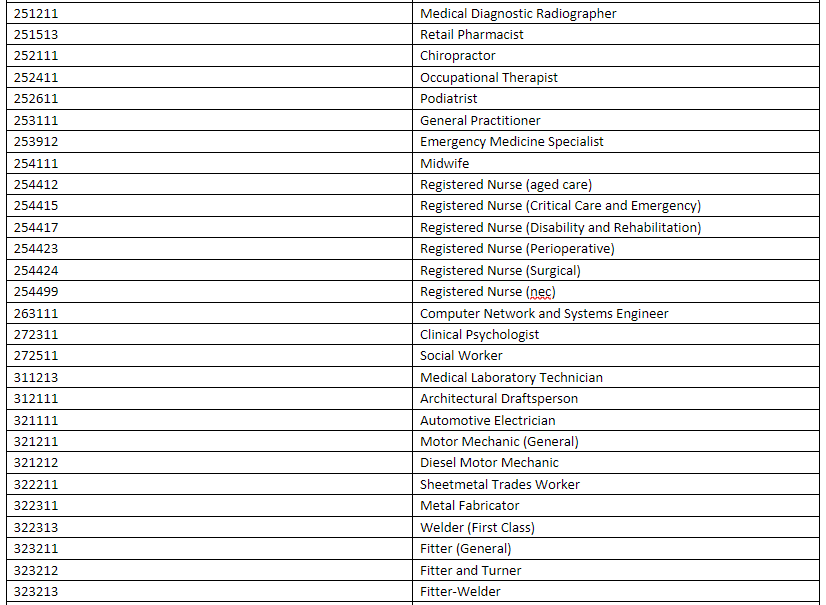 251211 Medical Diagnostic Radiographer
251513 Retail Pharmacist
252111 Chiropractor
252411 Occupational Therapist
252611 Podiatrist
253111 General Practitioner
253912 Emergency Medicine Specialist
254111 Midwife
254412 Registered Nurse (aged care)
254415 Registered Nurse (Critical Care and Emergency)
254417 Registered Nurse (Disability and Rehabilitation)
254423 Registered Nurse (Perioperative)
254424 Registered Nurse (Surgical)
254499 Registered Nurse (nec)
263111 Computer Network and Systems Engineer
272311 Clinical Psychologist
272511 Social Worker
311213 Medical Laboratory Technician
312111 Architectural Draftsperson
321111 Automotive Electrician
321211 Motor Mechanic (General)
321212 Diesel Motor Mechanic
322211 Sheetmetal Trades Worker
322311 Metal Fabricator
322313 Welder (First Class)
323211 Fitter (General)
323212 Fitter and Turner
323213 Fitter-Welder